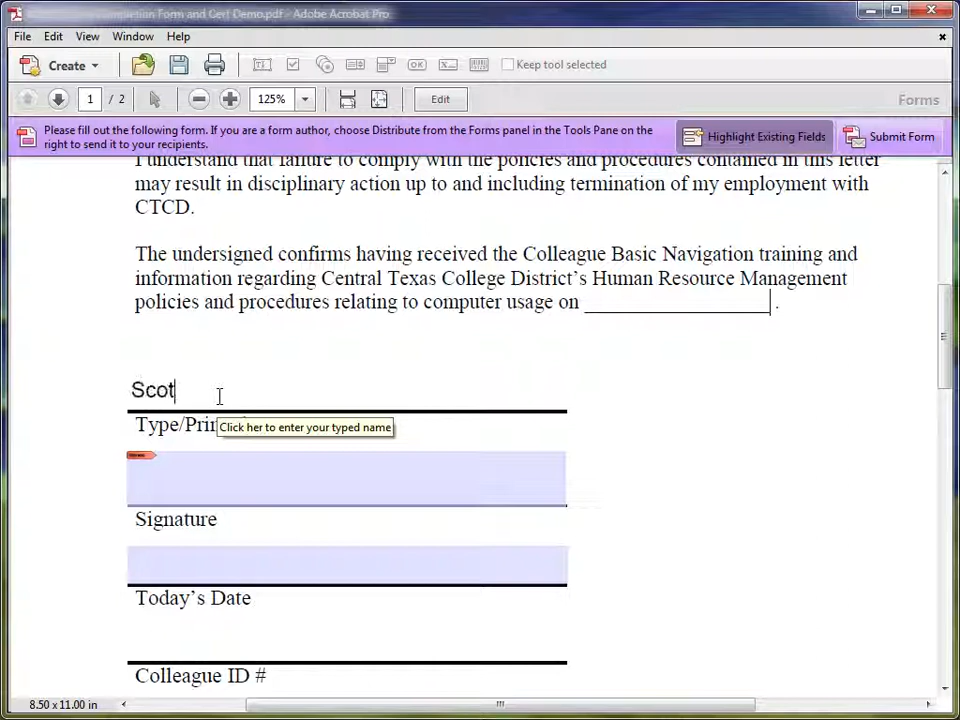 pletion Form and Cert Demo.pdf - Adobe Acrobat Pro
File Edit View Window Help
Create Keep tool selected
1 / 2 125% Edit Forms
Please fill out the following form. If you are a form author, choose Distribute from the Forms panel in the Tools Pane on the
right to send it to your recipients.
Highlight Existing Fields Submit Form
I understand that failure to comply with the policies and procedures contained in this letter
may result in disciplinary action up to and including termination of my employment with
CTCD.
The undersigned confirms having received the Colleague Basic Navigation training and
information regarding Central Texas College District's Human Resource Management
policies and procedures relating to computer usage on ___________________ .
Scot
Type/Prin
Click her to enter your typed name
Signature
Today's Date
Colleague ID #
8.50 x 11.00 in